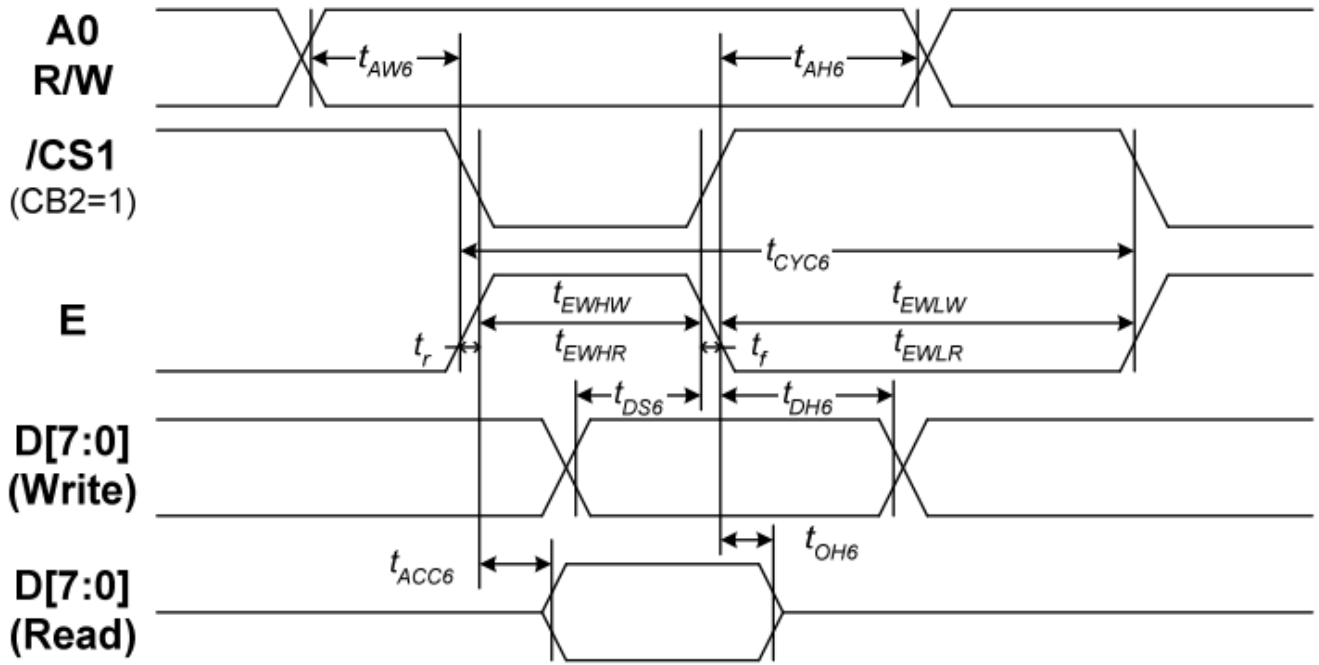 A0
R/W
tAW6
tAH6
/CS1
(CB2=1)
tCYC6
E
tEWHW
tEWLW
tr
tEWHR
tf
tEWLR
tDS6
tDH6
D[7:0]
(Write)
tOH6
tACC6
D[7:0]
(Read)